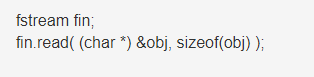 fstream fin;
fin.read( (char *) &obj, sizeof(obj) );